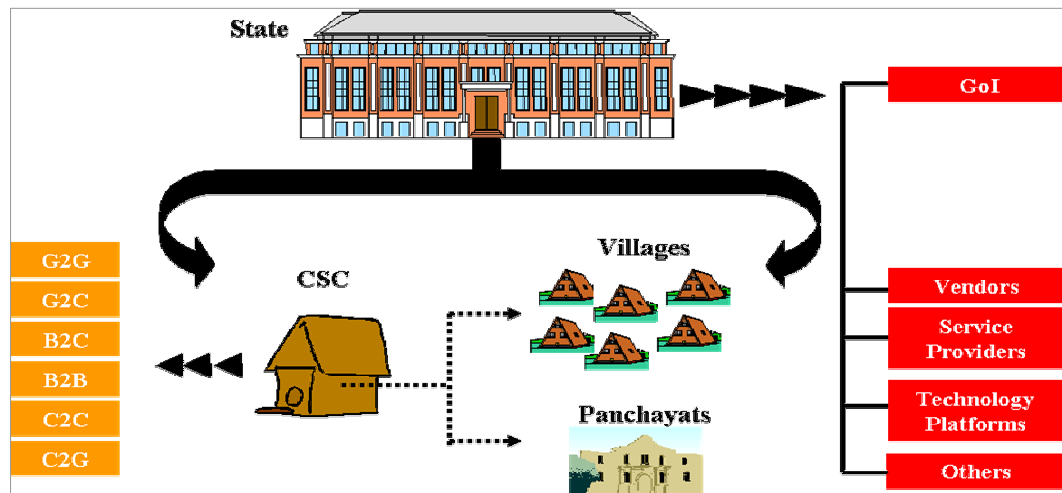 State
GoI
G2G
G2C
B2C
B2B
C2C
C2G
CSC
Villages
Panchayats
Vendors
Service
Providers
Technology
Platforms
Others